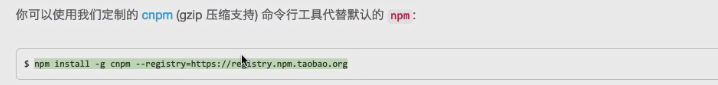 你可以使用我们定制的 cnpm (gzip 压缩支持) 命令行工具代替默认的 npm:
$ npm install -g cnpm --registry=https://registry.npm.taobao.org